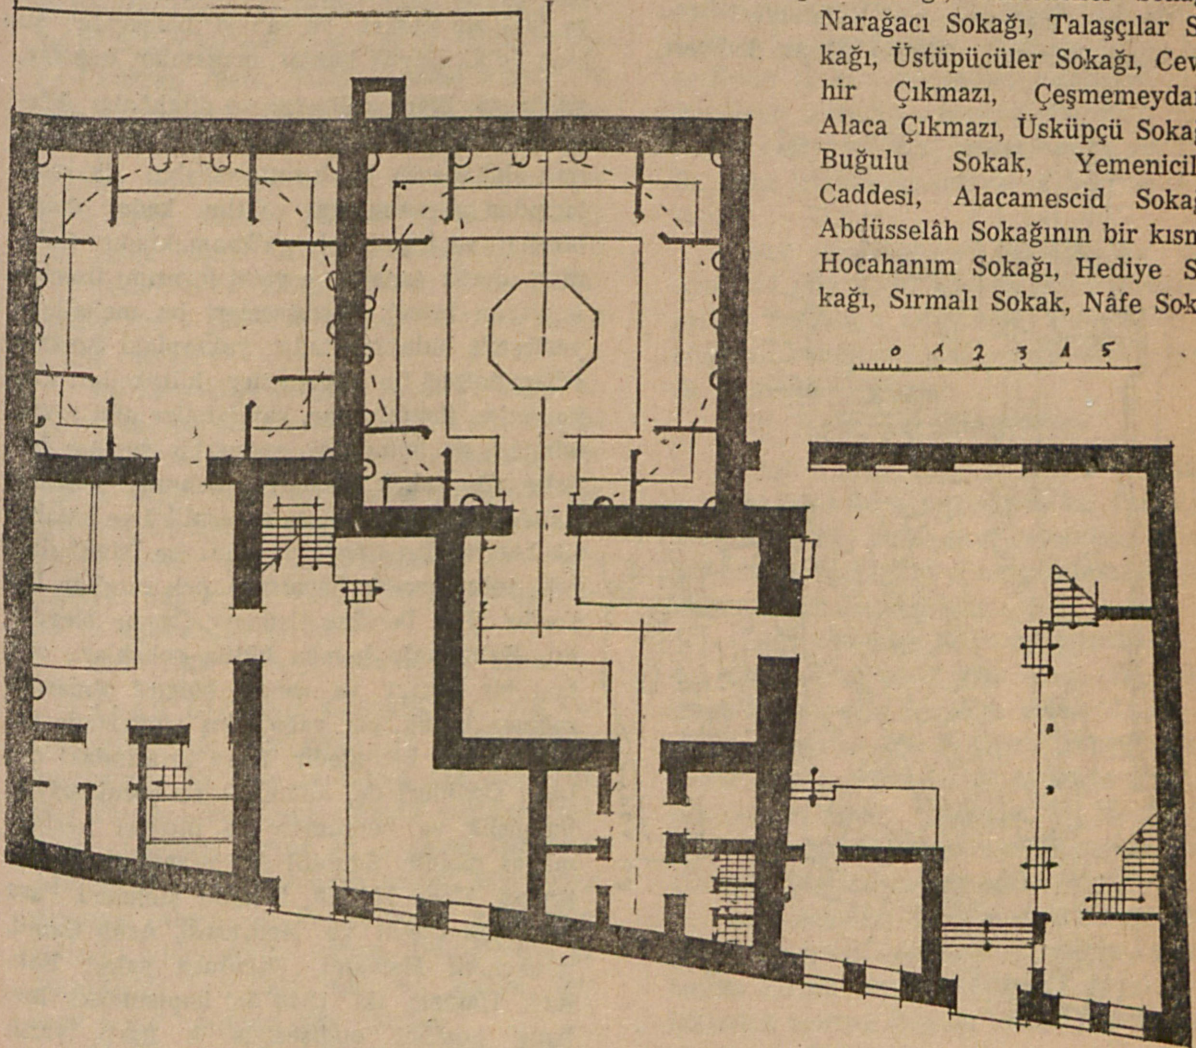 Narağacı Sokağı, Talaşçılar S
kağı, Üstüpücüler Sokağı, Cev
hir Çıkmazı, Çeşmemeydan
Alaca Çıkmazı, Üsküpçü Sokağ
Buğulu Sokak, Yemenicil
Caddesi, Alacamescid Soka
Abdüsselâh Sokağının bir kısm
Hocahanım Sokağı, Hediye S
kağı, Sırmalı Sokak, Nâfe Sok
0 1 2 3 4 5